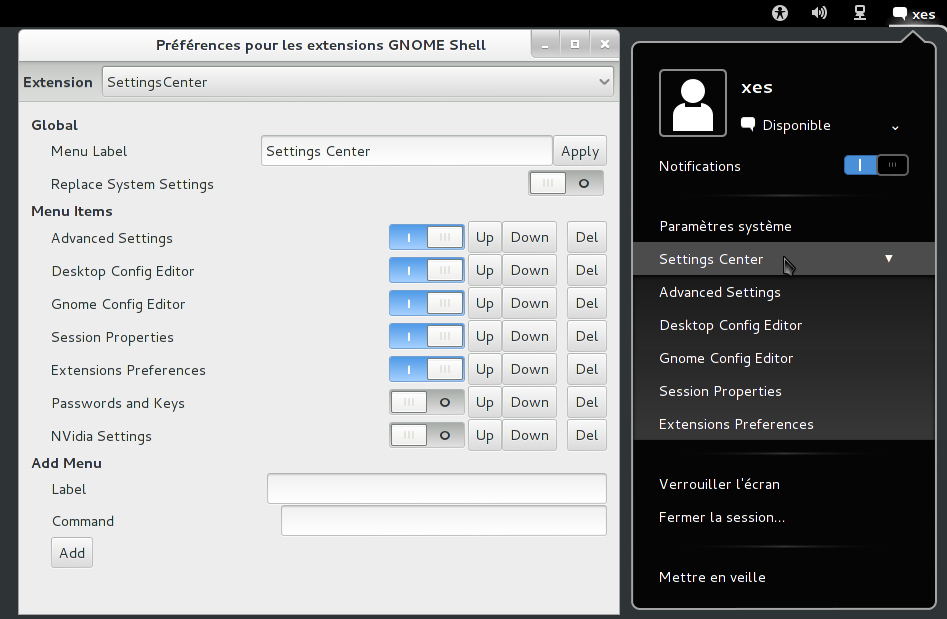 xes
Préférences pour les extensions GNOME Shell
Extension SettingsCenter
Global
Menu Label Settings Center Apply
Replace System Settings
Menu Items
Advanced Settings Up Down Del
Desktop Config Editor Up Down Del
Gnome Config Editor Up Down Del
Session Properties Up Down Del
Extensions Preferences Up Down Del
Passwords and Keys Up Down Del
NVidia Settings Up Down Del
Add Menu
Label
Command
Add
xes
Disponible
Notifications
Paramètres système
Settings Center
Advanced Settings
Desktop Config Editor
Gnome Config Editor
Session Properties
Extensions Preferences
Verrouiller l'écran
Fermer la session...
Mettre en veille